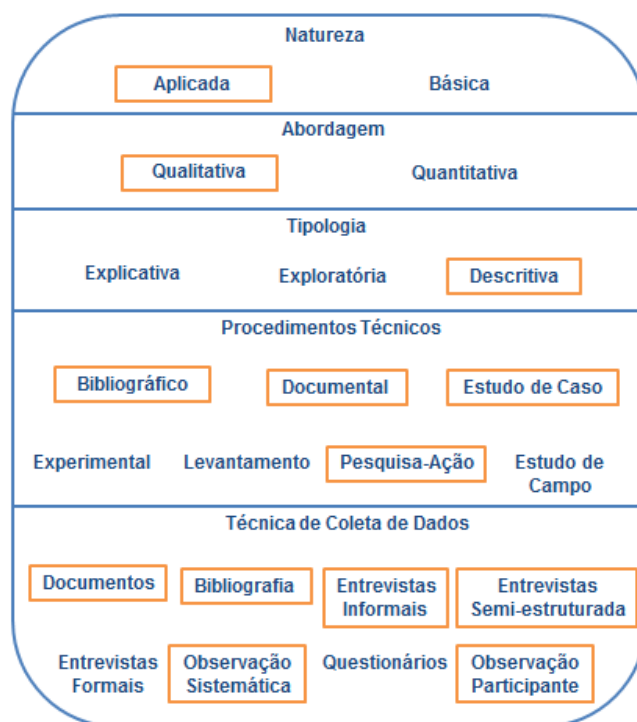 Natureza
Aplicada Básica
Abordagem
Qualitativa Quantitativa
Tipologia
Explicativa Exploratória Descritiva
Procedimentos Técnicos
Bibliográfico Documental Estudo de Caso
Experimental Levantamento Pesquisa-Ação Estudo de
Campo
Técnica de Coleta de Dados
Documentos Bibliografia Entrevistas Entrevistas
Informais Semi-estruturada
Entrevistas Observação Questionários Observação
Formais Sistemática Participante